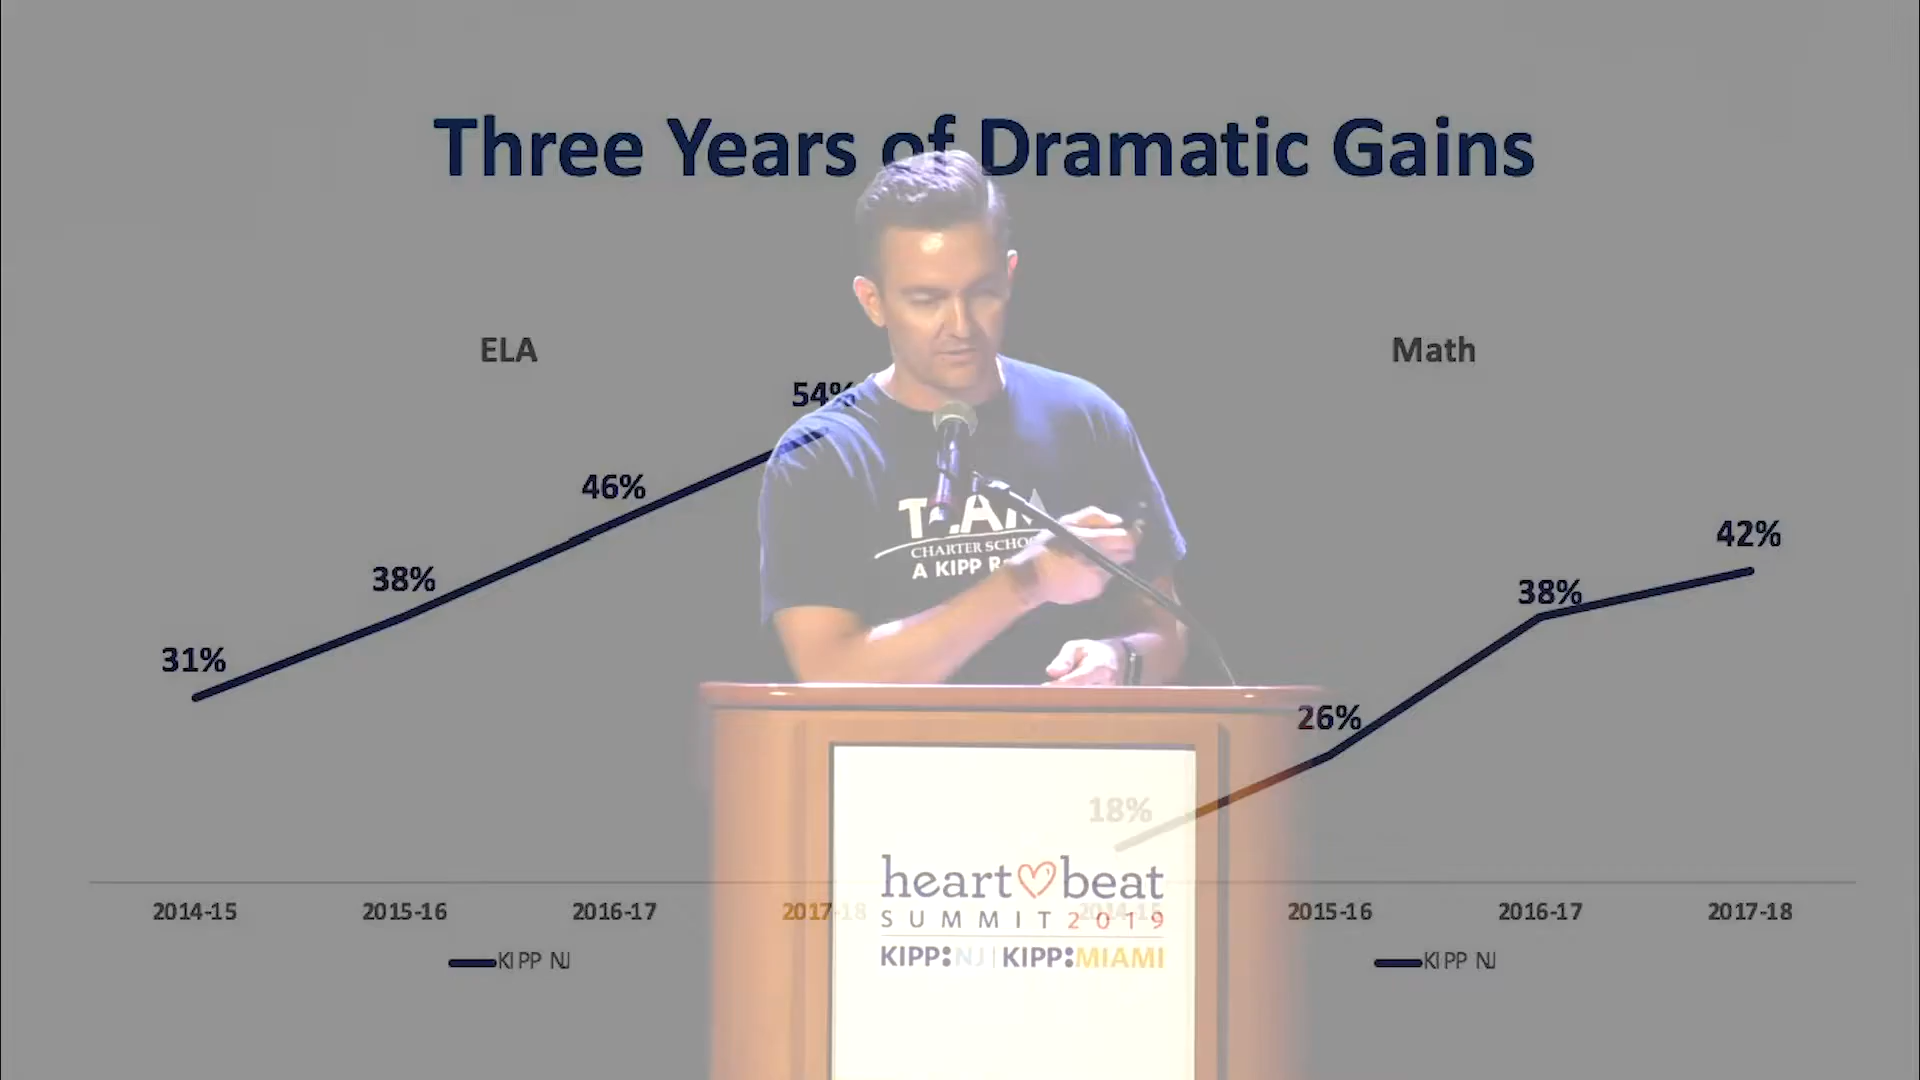 Three Years of Dramatic Gains
ELA
Math
54%
46%
42%
38%
38%
31%
26%
18%
TEAM
CHARTER SCHOO
A KIPP R
heart beat
SUMMIT 2019
KIPP:NJ | KIPP:MIAMI
2014-15 2015-16 2016-17 2017-18 2014-15 2015-16 2016-17 2017-18
KIPP NJ KIPP NJ